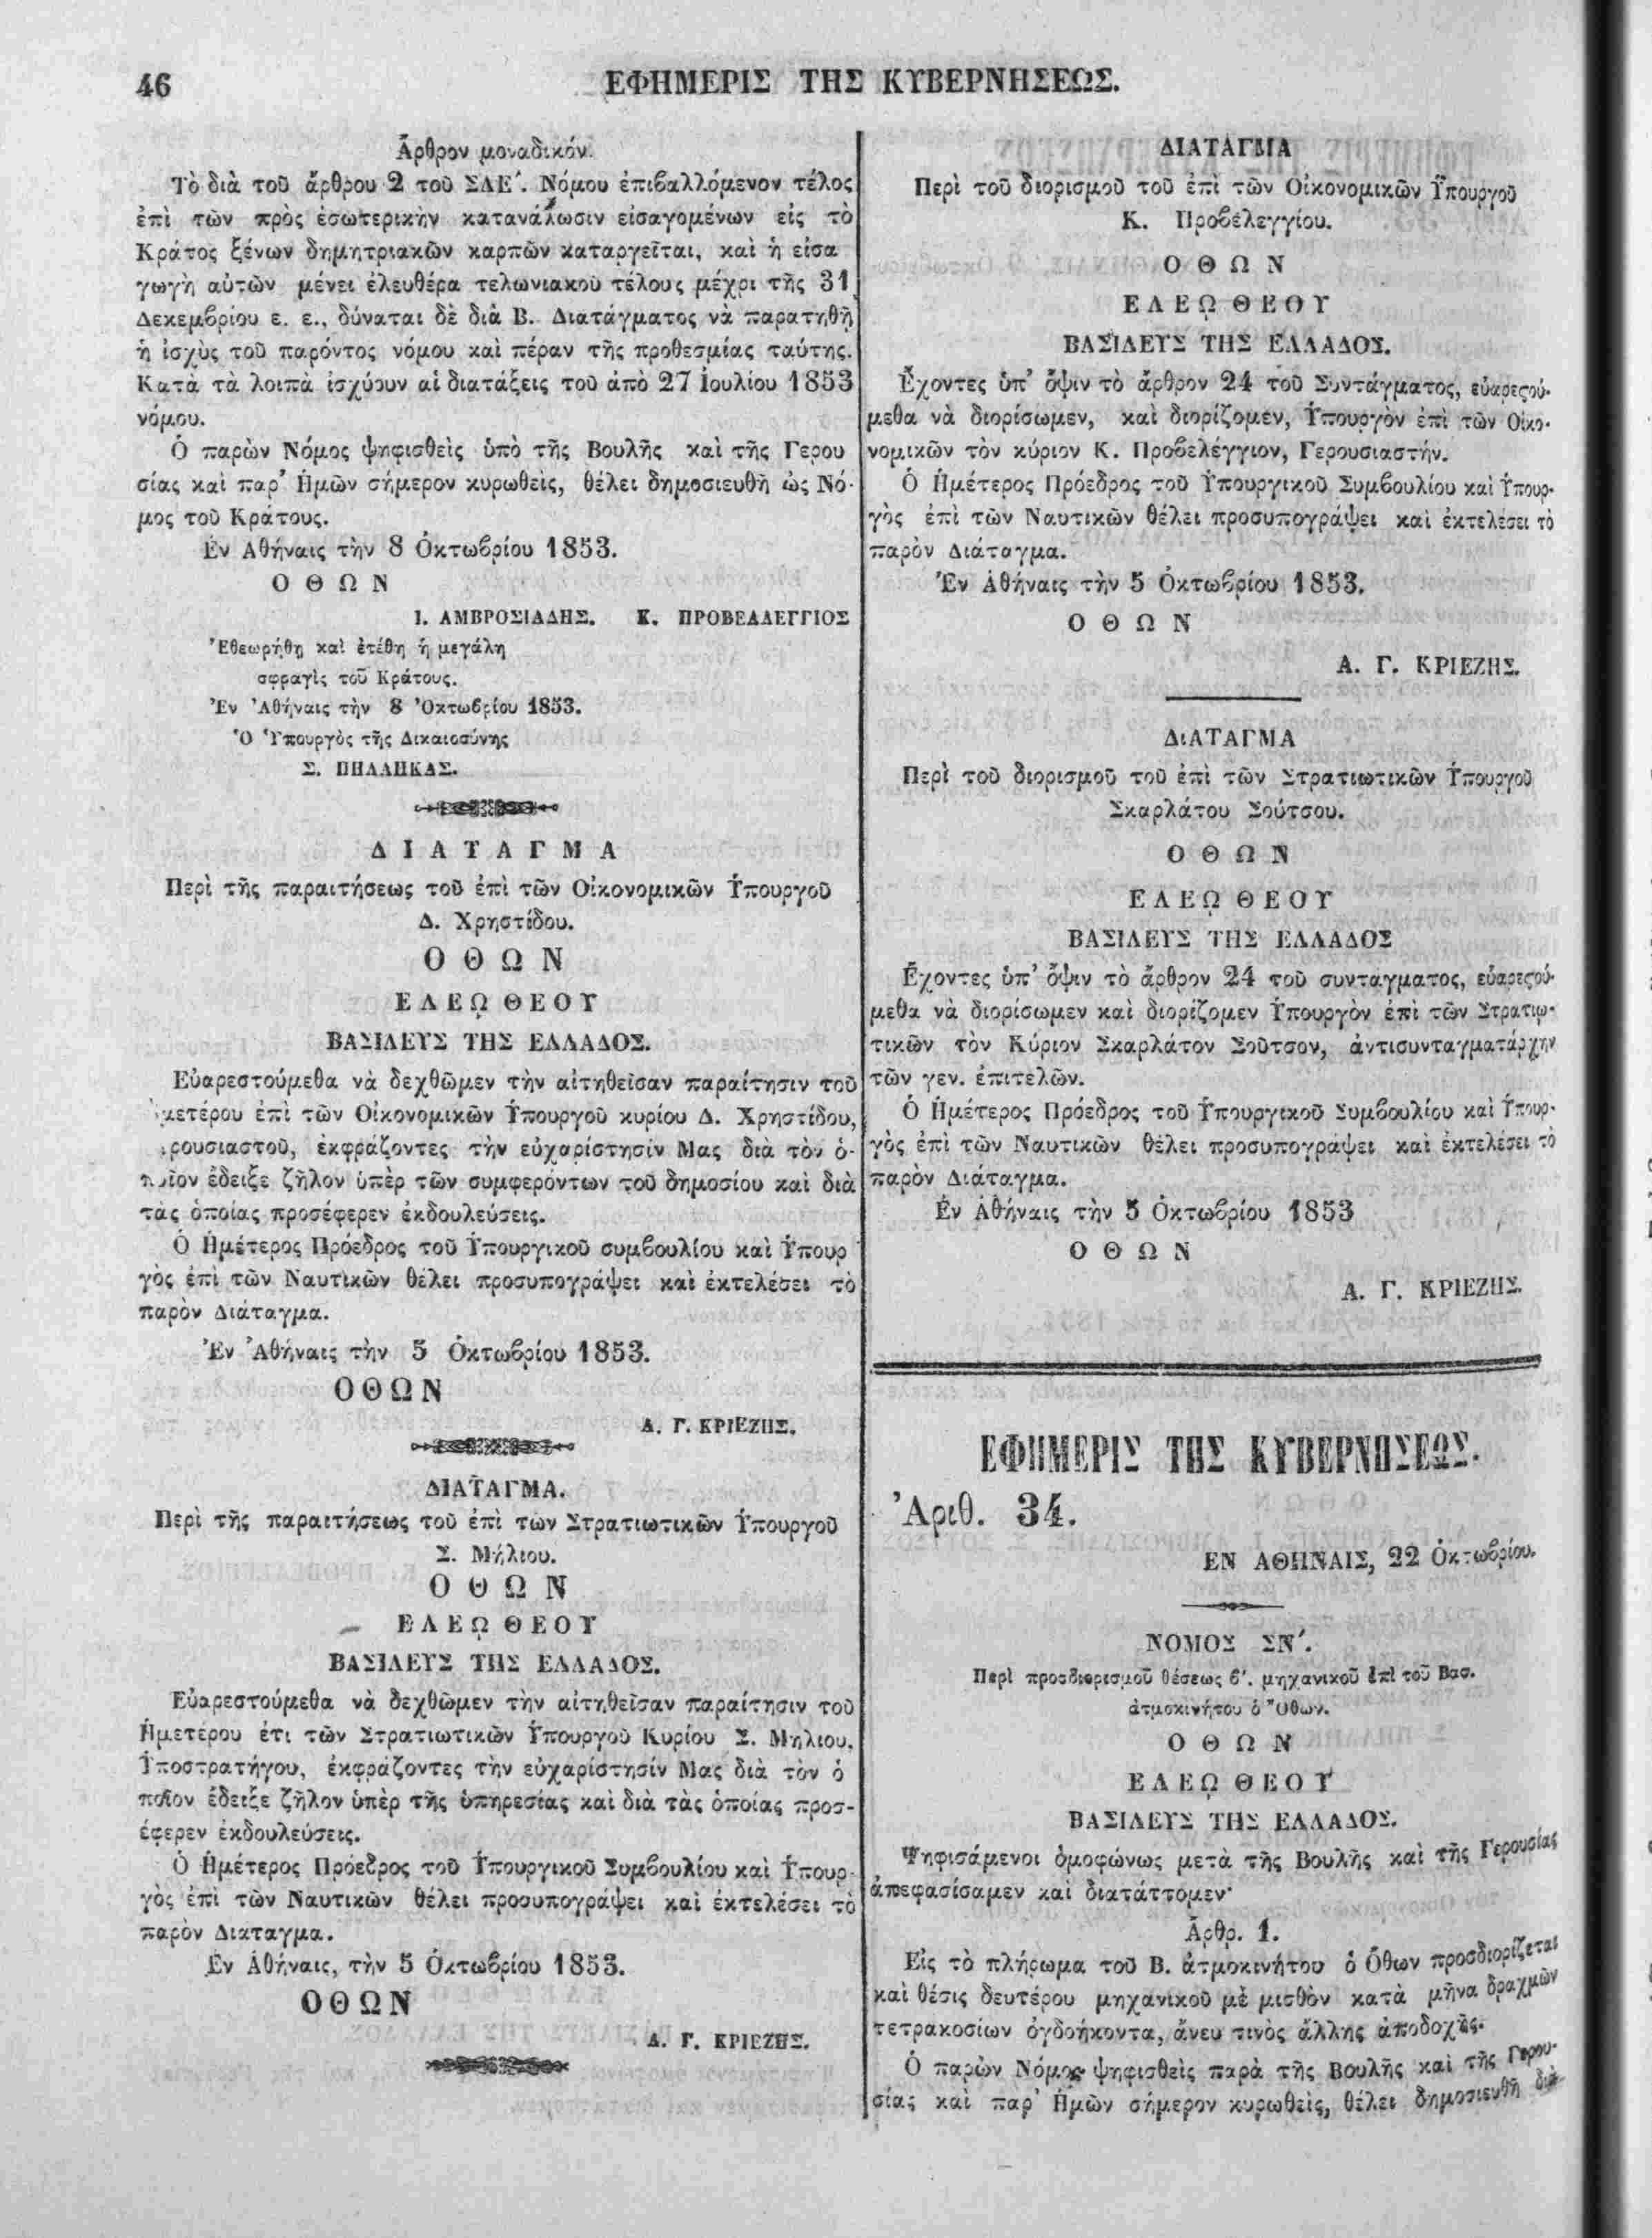 46
ΕΦΗΜΕΡΙΣ ΤΗΣ ΚΥΒΕΡΝΗΣΕΩΣ.
Ἄρθρον μοναδικόν.
Τὸ διὰ τοῦ ἄρθρου 2 τοῦ ΣΛΕ΄. Νόμου ἐπιβαλλόμενον τέλος
ἐπὶ τῶν πρὸς ἐσωτερικὴν κατανάλωσιν εἰσαγομένων εἰς τὸ
Κράτος ξένων δημητριακῶν καρπῶν καταργεῖται, καὶ ἡ εἰσα
γωγὴ αὐτῶν μένει ἐλευθέρα τελωνιακοῦ τέλους μέχρι τῆς 31
Δεκεμβρίου ε. ε., δύναται δὲ διὰ Β. Διατάγματος νὰ παρατηθῇ
ἡ ἰσχὺς τοῦ παρόντος νόμου καὶ πέραν τῆς προθεσμίας ταύτης.
Κατὰ τὰ λοιπὰ ἰσχύουν αἱ διατάξεις τοῦ ἀπὸ 27 Ἰουλίου 1853
νόμου.
Ὁ παρὼν Νόμος ψηφισθεὶς ὑπὸ τῆς Βουλῆς καὶ τῆς Γερου
σίας καὶ παρ' Ἡμῶν σήμερον κυρωθεὶς, θέλει δημοσιευθῆ ὡς Νό-
μος τοῦ Κράτους.
Ἐν Ἀθήναις τὴν 8 Ὀκτωβρίου 1853.
Ο Θ Ω Ν
Ι. ΑΜΒΡΟΣΙΑΔΗΣ. Κ. ΠΡΟΒΕΛΛΕΓΓΙΟΣ
Ἐθεωρήθη καὶ ἐτέθη ἡ μεγάλη
σφραγὶς τοῦ Κράτους.
Ἐν Ἀθήναις τὴν 8 Ὀκτωβρίου 1853.
Ὁ Ὑπουργὸς τῆς Δικαιοσύνης
Σ. ΠΗΛΛΗΚΑΣ.
Δ Ι Α Τ Α Γ Μ Α
Περὶ τῆς παραιτήσεως τοῦ ἐπὶ τῶν Οἰκονομικῶν Ὑπουργοῦ
Δ. Χρηστίδου.
Ο Θ Ω Ν
ΕΛΕῼ ΘΕΟΥ
ΒΑΣΙΛΕΥΣ ΤΗΣ ΕΛΛΑΔΟΣ.
Εὐαρεστούμεθα νὰ δεχθῶμεν τὴν αἰτηθεῖσαν παραίτησιν τοῦ
μετέρου ἐπὶ τῶν Οἰκονομικῶν Ὑπουργοῦ κυρίου Δ. Χρηστίδου,
ρουσιαστοῦ, ἐκφράζοντες τὴν εὐχαρίστησίν Μας διὰ τὸν ὁ-
ποῖον ἔδειξε ζῆλον ὑπὲρ τῶν συμφερόντων τοῦ δημοσίου καὶ διὰ
τὰς ὁποίας προσέφερεν ἐκδουλεύσεις.
Ὁ Ἡμέτερος Πρόεδρος τοῦ Ὑπουργικοῦ συμβουλίου καὶ Ὑπουρ
γὸς ἐπὶ τῶν Ναυτικῶν θέλει προσυπογράψει καὶ ἐκτελέσει τὸ
παρὸν Διάταγμα.
Ἐν Ἀθήναις τὴν 5 Ὀκτωβρίου 1853.
ΟΘΩΝ
Α. Γ. ΚΡΙΕΖΗΣ.
ΔΙΑΤΑΓΜΑ.
Περὶ τῆς παραιτήσεως τοῦ ἐπὶ τῶν Στρατιωτικῶν Ὑπουργοῦ
Σ. Μήλιου.
Ο Θ Ω Ν
ΕΛΕῼ ΘΕΟΥ
ΒΑΣΙΛΕΥΣ ΤΗΣ ΕΛΛΑΔΟΣ.
Εὐαρεστούμεθα νὰ δεχθῶμεν τὴν αἰτηθεῖσαν παραίτησιν τοῦ
Ἡμετέρου ἐτι τῶν Στρατιωτικῶν Ὑπουργοῦ Κυρίου Σ. Μήλιου.
Ὑποστρατήγου, ἐκφράζοντες τὴν εὐχαρίστησίν Μας διὰ τὸν ὁ
ποῖον ἔδειξε ζῆλον ὑπὲρ τῆς ὑπηρεσίας καὶ διὰ τὰς ὁποίας προσ-
έφερεν ἐκδουλεύσεις.
Ὁ Ἡμέτερος Πρόεδρος τοῦ Ὑπουργικοῦ Συμβουλίου καὶ Ὑπουρ-
γὸς ἐπὶ τῶν Ναυτικῶν θέλει προσυπογράψει καὶ ἐκτελέσει τὸ
παρὸν Διαταγμα.
Ἐν Ἀθήναις, τὴν 5 Ὀκτωβρίου 1853.
ΟΘΩΝ
Α. Γ. ΚΡΙΕΖΗΣ.
ΔΙΑΤΑΓΜΑ
Περὶ τοῦ διορισμοῦ τοῦ ἐπὶ τῶν Οἰκονομικῶν Ὑπουργοῦ
Κ. Προβελεγγίου.
Ο Θ Ω Ν
ΕΛΕῼ ΘΕΟΥ
ΒΑΣΙΛΕΥΣ ΤΗΣ ΕΛΛΑΔΟΣ.
Ἔχοντες ὑπ' ὄψιν τὸ ἄρθρον 24 τοῦ Συντάγματος, εὐαρεςού-
μεθα νὰ διορίσωμεν, καὶ διορίζομεν, Ὑπουργὸν ἐπὶ τῶν Οἰκο-
νομικῶν τὸν κύριον Κ. Προβελέγγιον, Γερουσιαστήν.
Ὁ Ἡμέτερος Πρόεδρος τοῦ Ὑπουργικοῦ Συμβουλίου καὶ Ὑπουρ-
γὸς ἐπὶ τῶν Ναυτικῶν θέλει προσυπογράψει καὶ ἐκτελέσει τὸ
παρὸν Διάταγμα.
Ἐν Ἀθήναις τὴν 5 Ὀκτωβρίου 1853.
Ο Θ Ω Ν
Α. Γ. ΚΡΙΕΖΗΣ.
ΔιΑΤΑΓΜΑ
Περὶ τοῦ διορισμοῦ τοῦ ἐπὶ τῶν Στρατιωτικῶν Ὑπουργοῦ
Σκαρλάτου Σούτσου.
Ο Θ Ω Ν
ΕΛΕῼ ΘΕΟΥ
ΒΑΣΙΛΕΥΣ ΤΗΣ ΕΛΛΑΔΟΣ
Ἔχοντες ὑπ' ὄψιν τὸ ἄρθρον 24 τοῦ συντάγματος, εὐαρεςού-
μεθα νὰ διορίσωμεν καὶ διορίζομεν Ὑπουργὸν ἐπὶ τῶν Στρατιω-
τικῶν τὸν Κύριον Σκαρλάτον Σοῦτσον, ἀντισυνταγματάρχην
τῶν γεν. ἐπιτελῶν.
Ὁ Ἡμέτερος Πρόεδρος τοῦ Ὑπουργικοῦ Συμβουλίου καὶ Ὑπουρ-
γὸς ἐπὶ τῶν Ναυτικῶν θέλει προσυπογράψει καὶ ἐκτελέσει τὸ
παρὸν Διάταγμα.
Ἐν Ἀθήναις τὴν 5 Ὀκτωβρίου 1853
Ο Θ Ω Ν
Α. Γ. ΚΡΙΕΖΗΣ.
ΕΦΗΜΕΡΙΣ ΤΗΣ ΚΥΒΕΡΝΗΣΕΩΣ.
Ἀριθ. 34.
ΕΝ ΑΘΗΝΑΙΣ, 22 Ὀκτωβρίου.
ΝΟΜΟΣ ΣΝ΄.
Περὶ προσδιορισμοῦ θέσεως β΄. μηχανικοῦ ἐπὶ τοῦ Βασ.
ἀτμοκινήτου ὁ Ὄθων.
Ο Θ Ω Ν
ΕΛΕῼ ΘΕΟΥ
ΒΑΣΙΛΕΥΣ ΤΗΣ ΕΛΛΑΔΟΣ.
Ψηφισάμενοι ὁμοφώνως μετὰ τῆς Βουλῆς καὶ τῆς Γερουσίας
ἀπεφασίσαμεν καὶ διατάττομεν·
Ἄρθρ. 1.
Εἰς τὸ πλήρωμα τοῦ Β. ἀτμοκινήτου ὁ Ὄθων προσδιορίζεται
καὶ θέσις δευτέρου μηχανικοῦ μὲ μισθὸν κατὰ μῆνα δραχμῶν
τετρακοσίων ὀγδοήκοντα, ἄνευ τινὸς ἄλλης ἀποδοχῆς.
Ὁ παρὼν Νόμος ψηφισθεὶς παρὰ τῆς Βουλῆς καὶ τῆς Γερου-
σίας καὶ παρ' Ἡμῶν σήμερον κυρωθεὶς, θέλει δημοσιευθῆ διὰ